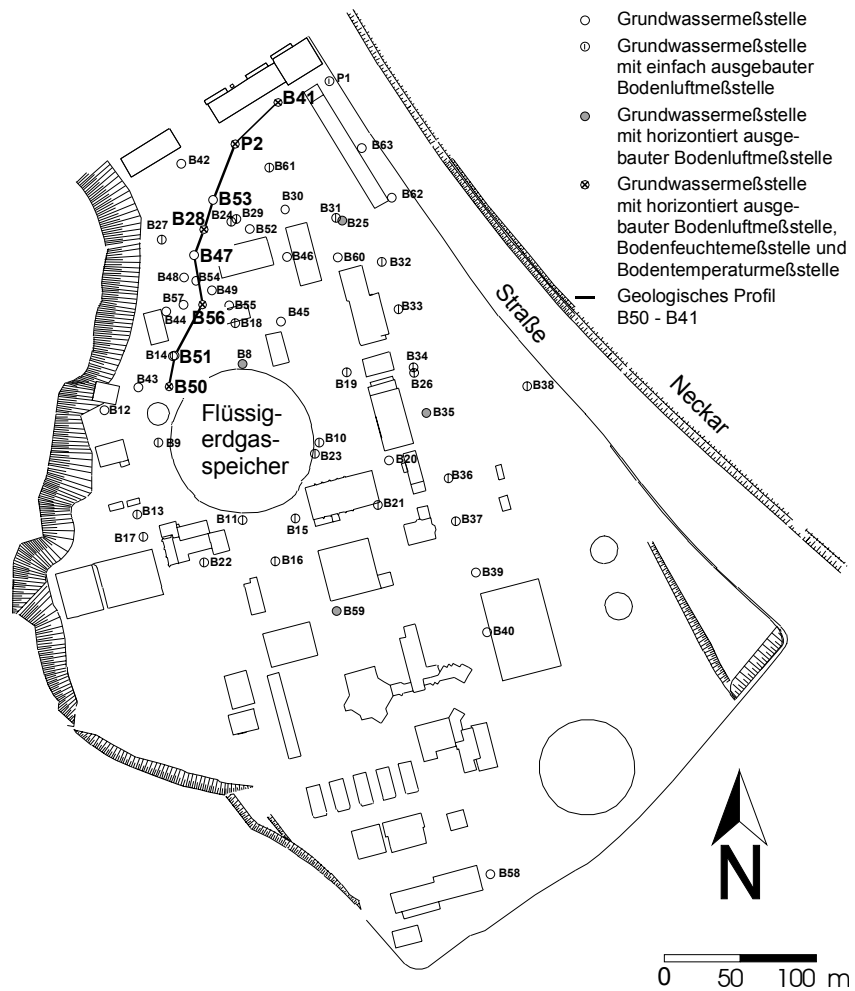 Grundwassermeßstelle
Grundwassermeßstelle
mit einfach ausgebauter
Bodenluftmeßstelle
Grundwassermeßstelle
mit horizontiert ausge-
bauter Bodenluftmeßstelle
Grundwassermeßstelle
mit horizontiert ausge-
bauter Bodenluftmeßstelle,
Bodenfeuchtemeßstelle und
Bodentemperaturmeßstelle
Geologisches Profil
B50 - B41
P1
B41
P2
B63
B42
B61
B62
B53
B30
B24
B29
B31
B25
B28
B52
B27
B47
B46
B60
B32
B48
B54
B49
B57
B55
B33
B44
B56
B18
B45
Straße
B14
B51
B8
B34
B19
B26
B43
B50
B38
Neckar
B12
B35
Flüssig-
erdgas-
speicher
B9
B10
B23
B20
B36
B21
B13
B11
B15
B37
B17
B22
B16
B39
B59
B40
B58
N
0 50 100 m